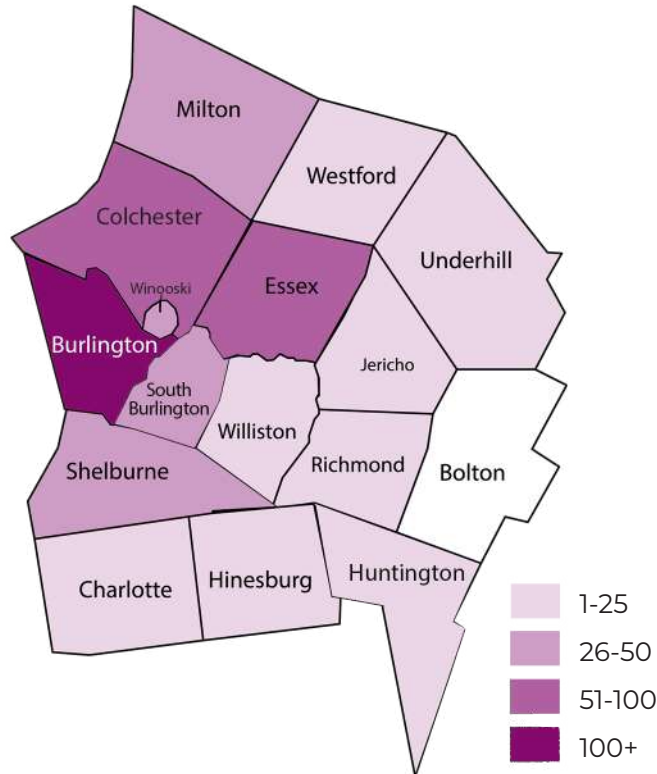 Milton
Westford
Colchester
Underhill
Essex
Winooski
Burlington
Jericho
South
Burlington
Williston
Richmond
Shelburne
Bolton
Charlotte
Hinesburg
Huntington
1-25
26-50
51-100
100+